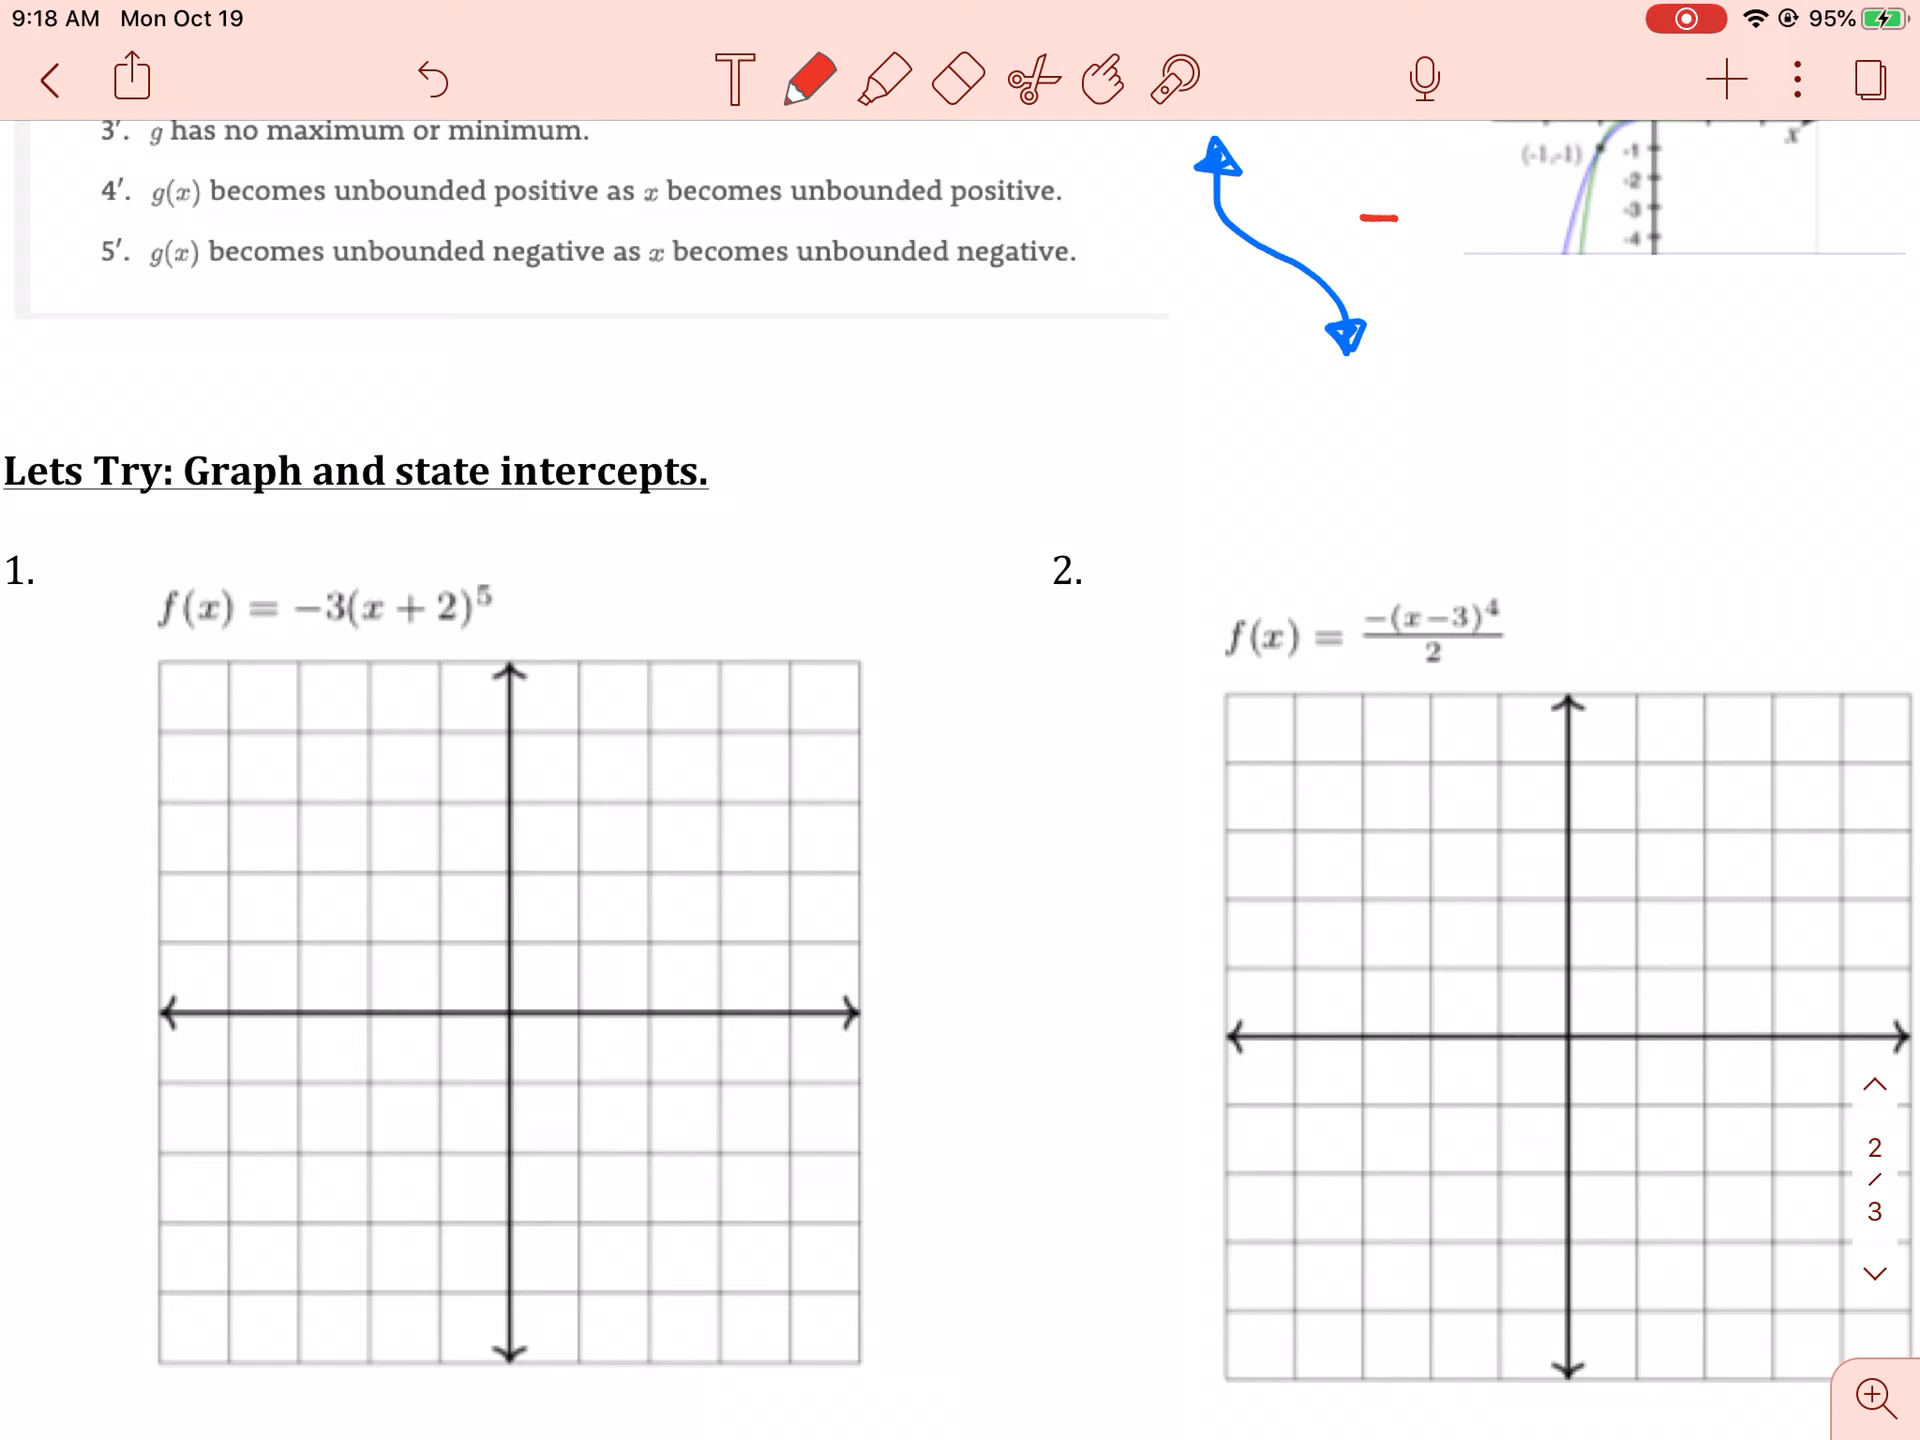 9:18 AM Mon Oct 19
95%
3′. g has no maximum or minimum.
4′. g(x) becomes unbounded positive as x becomes unbounded positive.
5′. g(x) becomes unbounded negative as x becomes unbounded negative.
x
(-1,-1)
-1
-2
-3
-4
Lets Try: Graph and state intercepts.
1.
f(x) = −3(x + 2)^5
2.
f(x) = −(x−3)^4/2
2
/
3